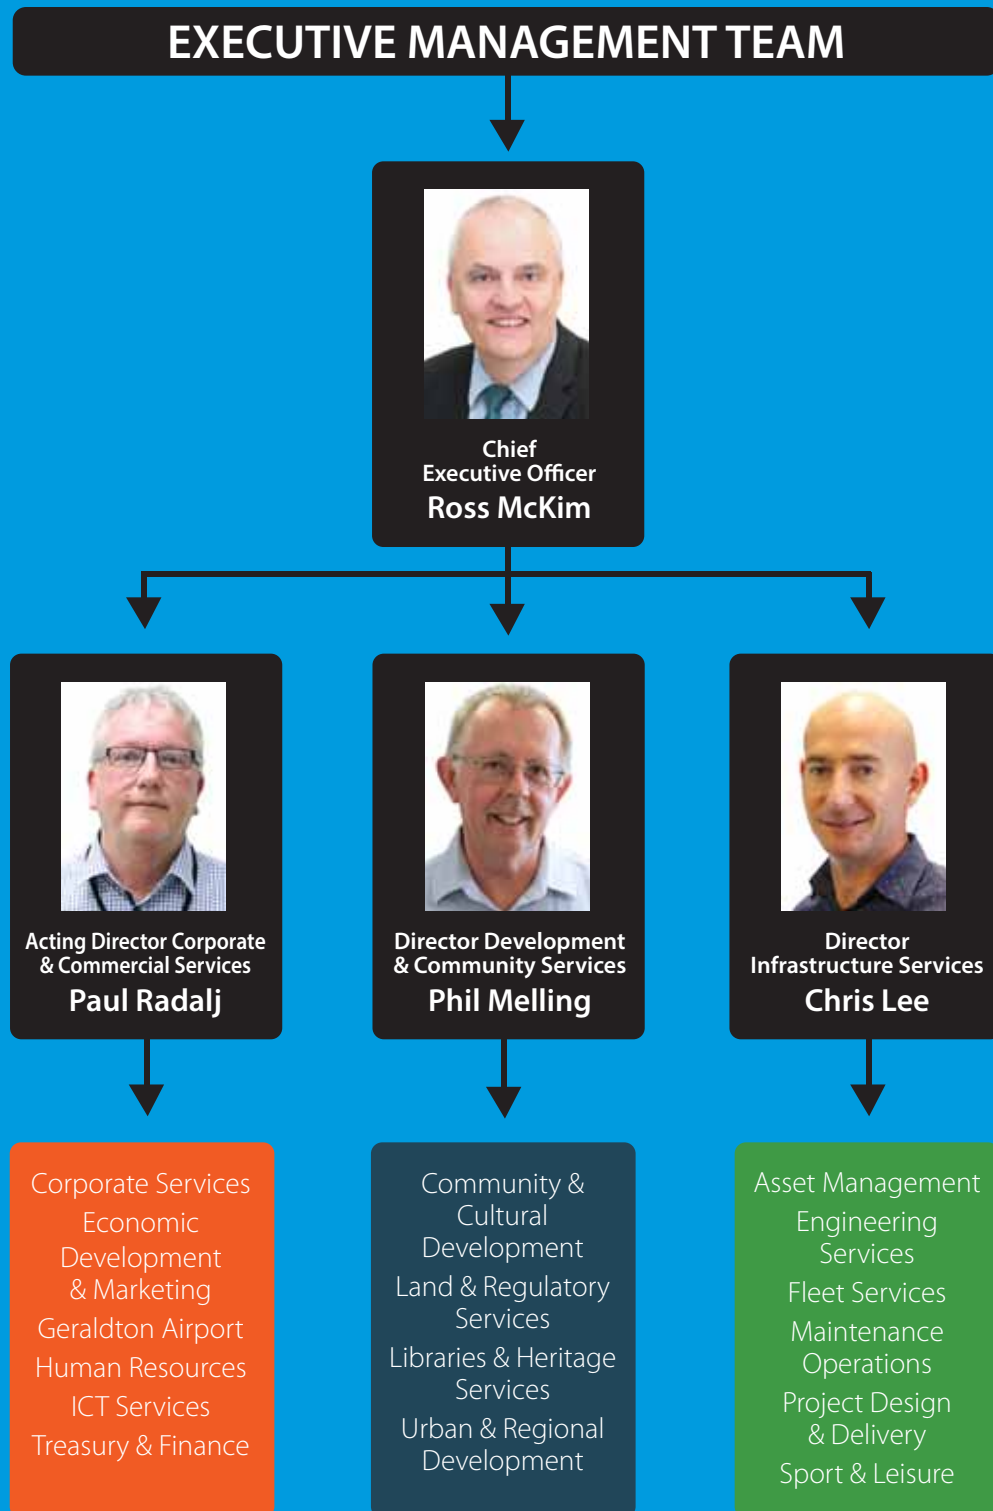 EXECUTIVE MANAGEMENT TEAM
Chief
Executive Officer
Ross McKim
Acting Director Corporate
& Commercial Services
Paul Radalj
Director Development
& Community Services
Phil Melling
Director
Infrastructure Services
Chris Lee
Corporate Services
Economic
Development
& Marketing
Geraldton Airport
Human Resources
ICT Services
Treasury & Finance
Community &
Cultural
Development
Land & Regulatory
Services
Libraries & Heritage
Services
Urban & Regional
Development
Asset Management
Engineering
Services
Fleet Services
Maintenance
Operations
Project Design
& Delivery
Sport & Leisure